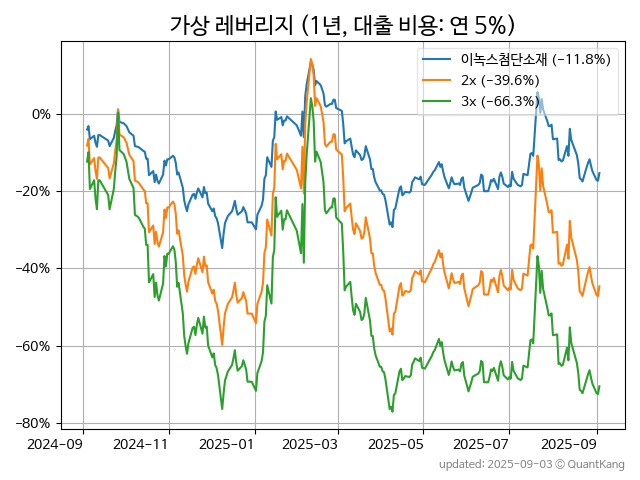 가상 레버리지 (1년, 대출 비용: 연 5%)
이녹스첨단소재 (−11.8%)
2x (−39.6%)
3x (−66.3%)
0%
−20%
−40%
−60%
−80%
2024-09
2024-11
2025-01
2025-03
2025-05
2025-07
2025-09
updated: 2025-09-03 © QuantKang